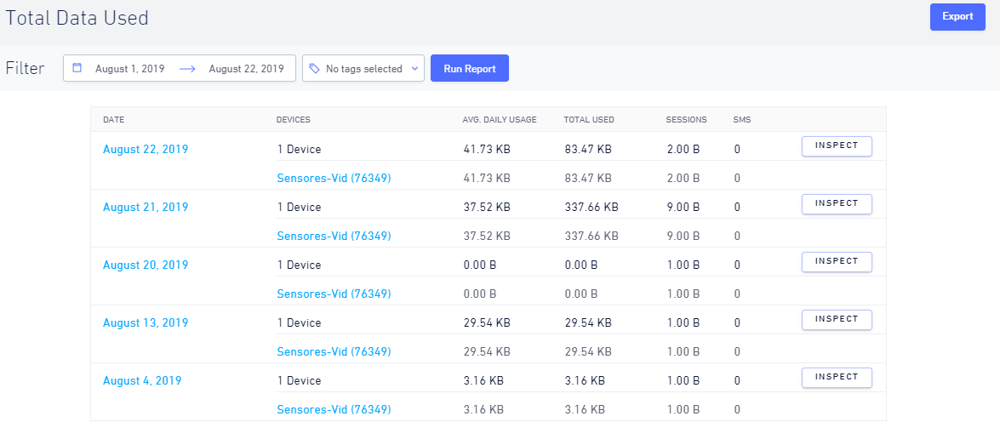 Total Data Used
Export
Filter
August 1, 2019 August 22, 2019
No tags selected
Run Report
DATE DEVICES AVG. DAILY USAGE TOTAL USED SESSIONS SMS
August 22, 2019 1 Device 41.73 KB 83.47 KB 2.00 B 0 INSPECT
Sensores-Vid (76349) 41.73 KB 83.47 KB 2.00 B 0
August 21, 2019 1 Device 37.52 KB 337.66 KB 9.00 B 0 INSPECT
Sensores-Vid (76349) 37.52 KB 337.66 KB 9.00 B 0
August 20, 2019 1 Device 0.00 B 0.00 B 1.00 B 0 INSPECT
Sensores-Vid (76349) 0.00 B 0.00 B 1.00 B 0
August 13, 2019 1 Device 29.54 KB 29.54 KB 1.00 B 0 INSPECT
Sensores-Vid (76349) 29.54 KB 29.54 KB 1.00 B 0
August 4, 2019 1 Device 3.16 KB 3.16 KB 1.00 B 0 INSPECT
Sensores-Vid (76349) 3.16 KB 3.16 KB 1.00 B 0